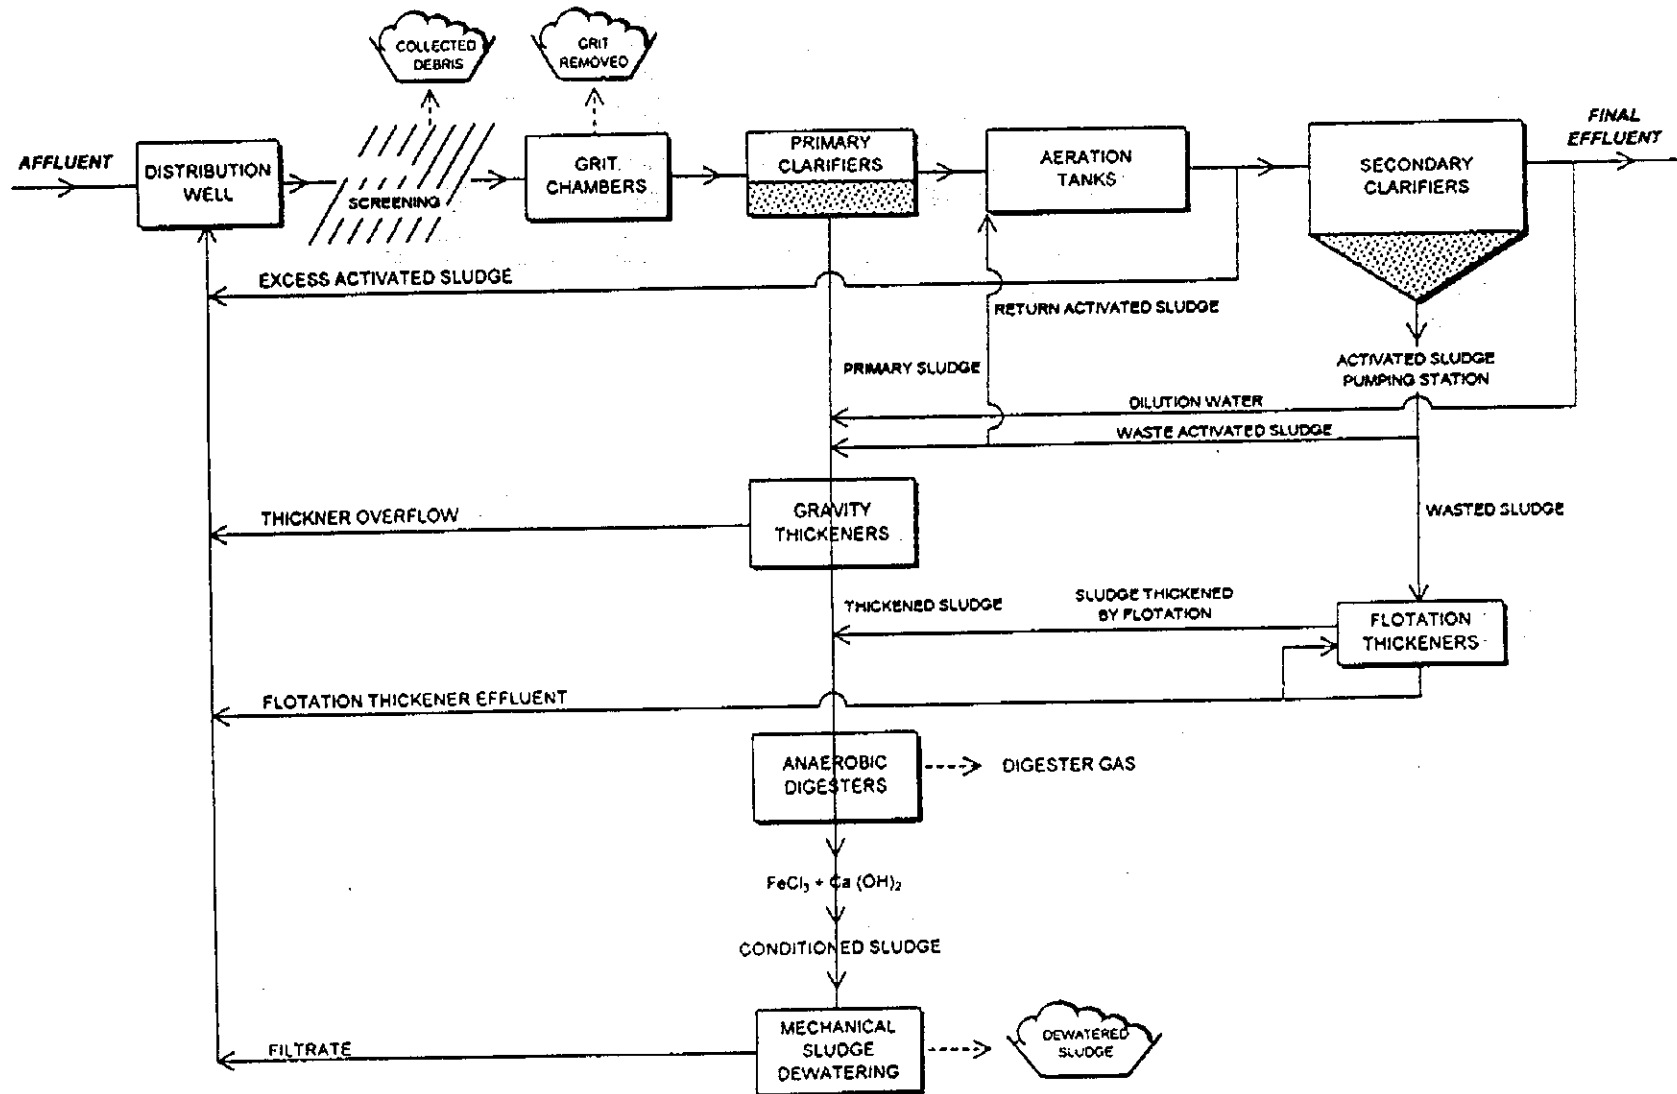 COLLECTED
DEBRIS
GRIT
REMOVED
AFFLUENT
DISTRIBUTION
WELL
SCREENING
GRIT
CHAMBERS
PRIMARY
CLARIFIERS
AERATION
TANKS
SECONDARY
CLARIFIERS
FINAL
EFFLUENT
EXCESS ACTIVATED SLUDGE
RETURN ACTIVATED SLUDGE
PRIMARY SLUDGE
ACTIVATED SLUDGE
PUMPING STATION
DILUTION WATER
WASTE ACTIVATED SLUDGE
THICKNER OVERFLOW
GRAVITY
THICKENERS
WASTED SLUDGE
THICKENED SLUDGE
SLUDGE THICKENED
BY FLOTATION
FLOTATION
THICKENERS
FLOTATION THICKENER EFFLUENT
ANAEROBIC
DIGESTERS
DIGESTER GAS
FeCl₃ + Ca (OH)₂
CONDITIONED SLUDGE
FILTRATE
MECHANICAL
SLUDGE
DEWATERING
DEWATERED
SLUDGE